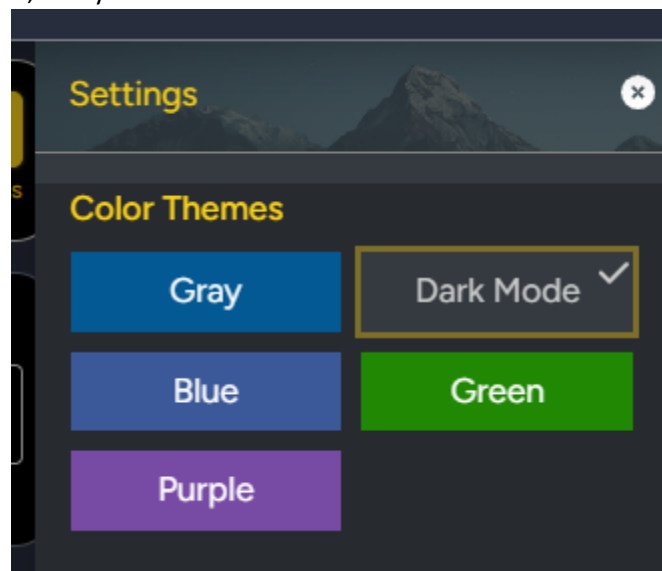 Settings
Color Themes
Gray
Dark Mode
Blue
Green
Purple